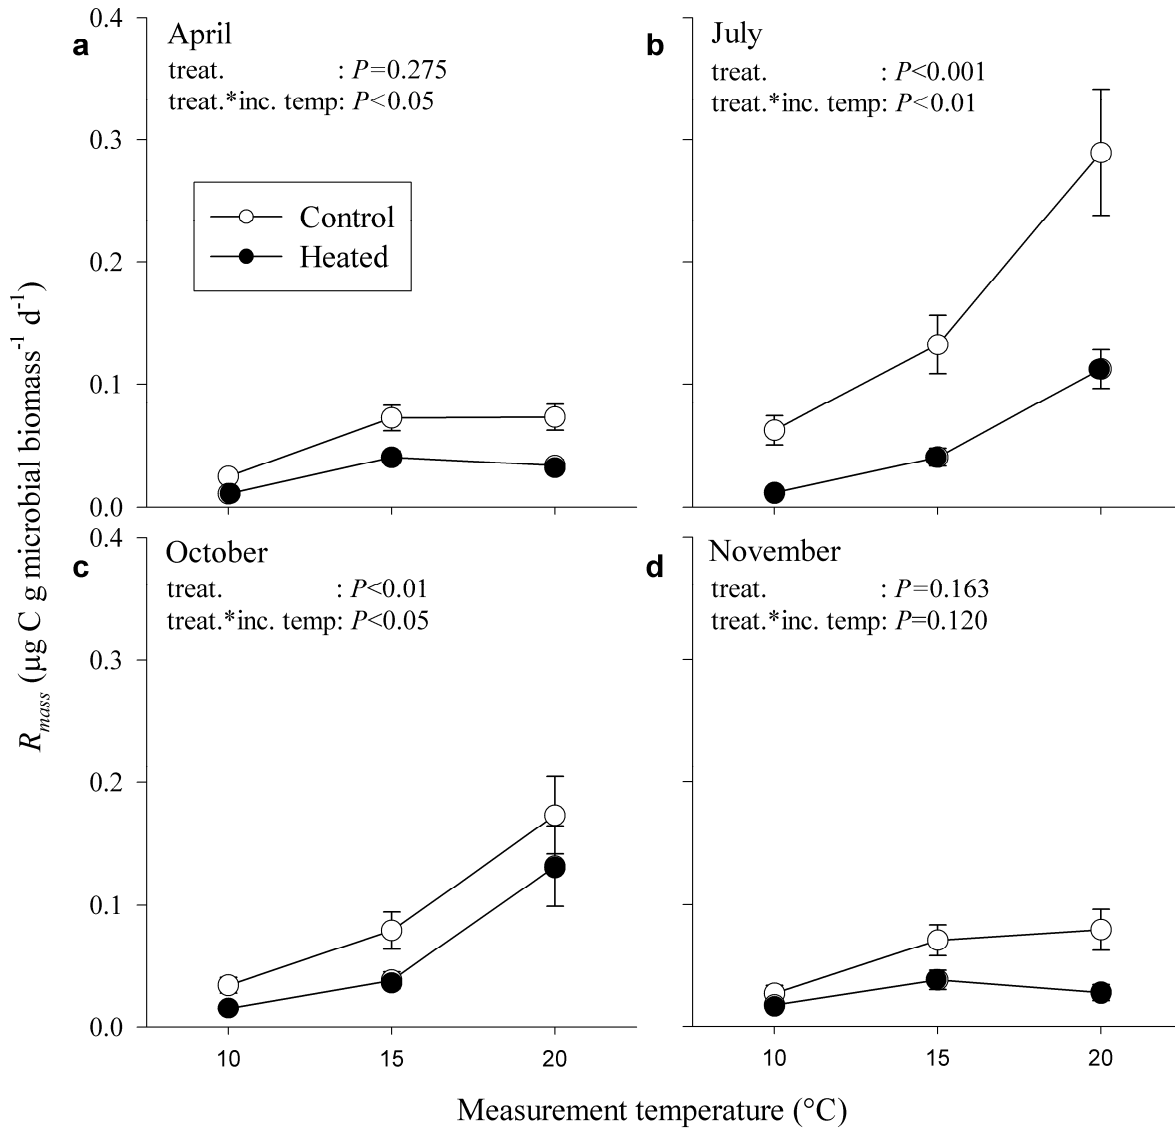 a
April
treat. : P=0.275
treat.*inc. temp: P<0.05
Control
Heated
0.4
0.3
0.2
0.1
0.0
b
July
treat. : P<0.001
treat.*inc. temp: P<0.01
c
October
treat. : P<0.01
treat.*inc. temp: P<0.05
0.4
0.3
0.2
0.1
0.0
10 15 20
d
November
treat. : P=0.163
treat.*inc. temp: P=0.120
10 15 20
Rmass (µg C g microbial biomass-1 d-1)
Measurement temperature (°C)